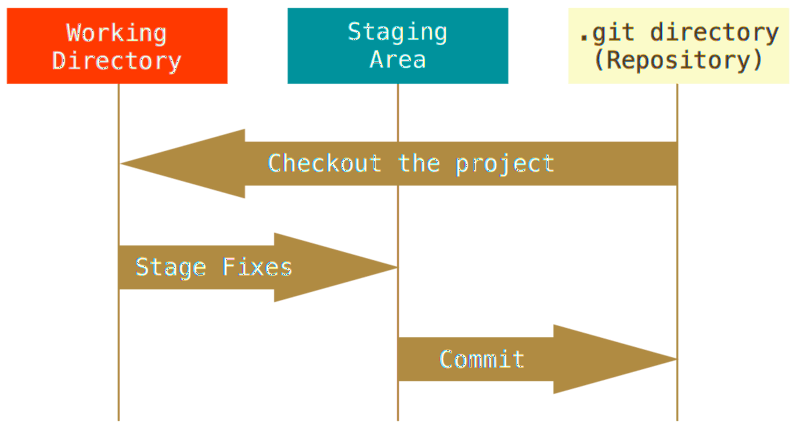 Working
Directory
Staging
Area
.git directory
(Repository)
Checkout the project
Stage Fixes
Commit